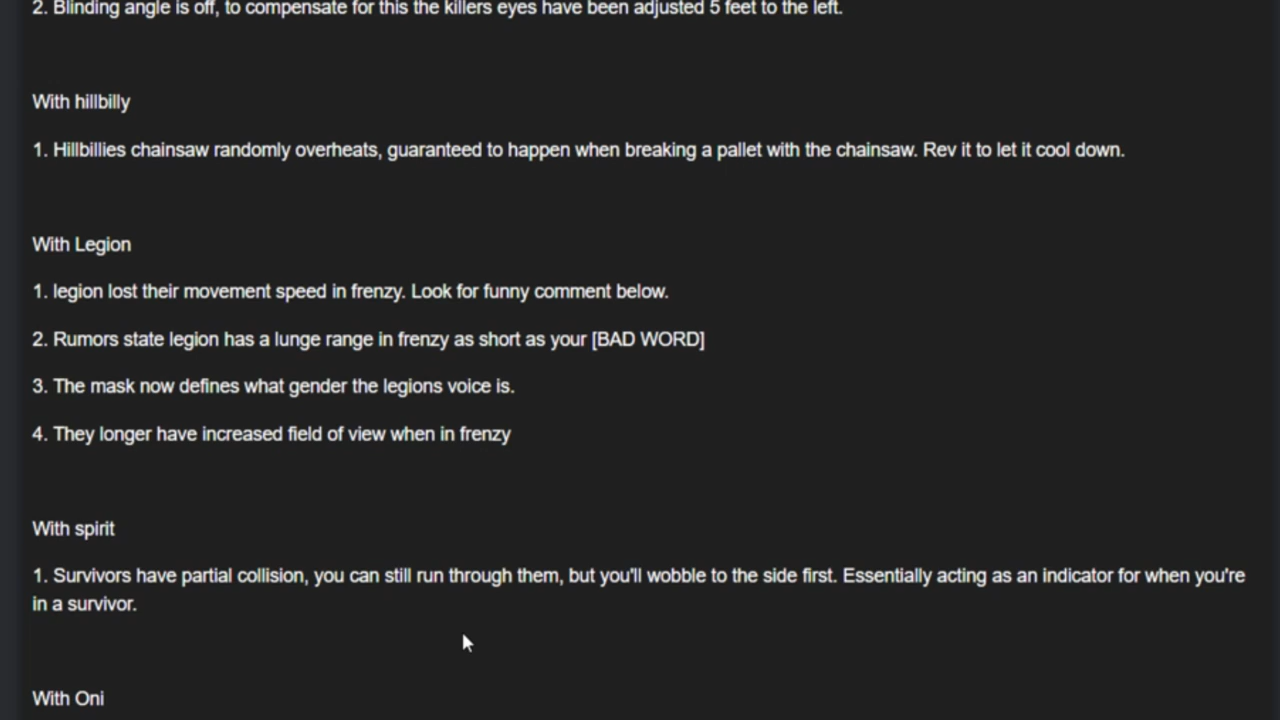 2. Blinding angle is off, to compensate for this the killers eyes have been adjusted 5 feet to the left.
With hillbilly
1. Hillbillies chainsaw randomly overheats, guaranteed to happen when breaking a pallet with the chainsaw. Rev it to let it cool down.
With Legion
1. legion lost their movement speed in frenzy. Look for funny comment below.
2. Rumors state legion has a lunge range in frenzy as short as your [BAD WORD]
3. The mask now defines what gender the legions voice is.
4. They longer have increased field of view when in frenzy
With spirit
1. Survivors have partial collision, you can still run through them, but you'll wobble to the side first. Essentially acting as an indicator for when you're
in a survivor.
With Oni